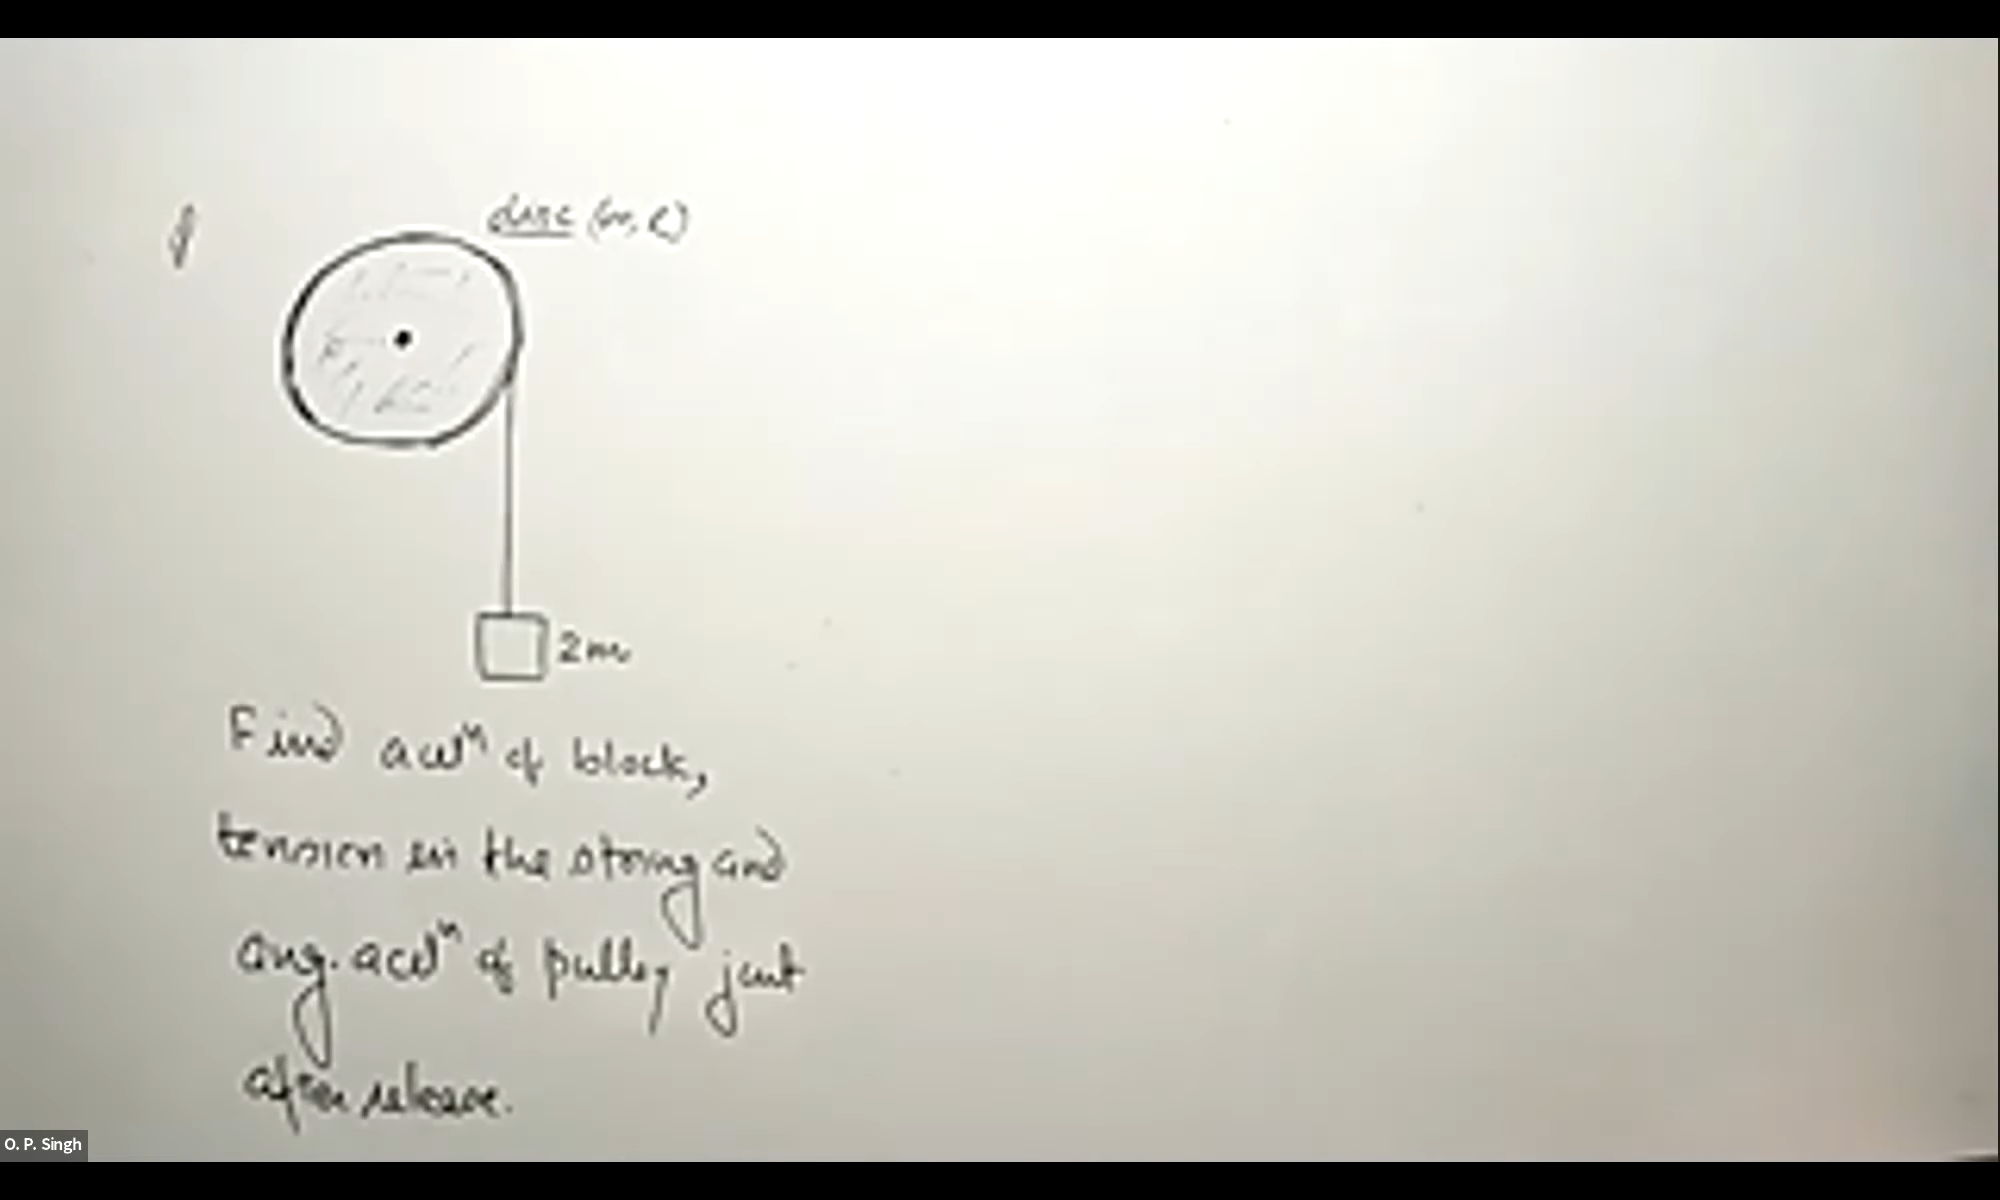 disc (m, R)
2m
Find accⁿ of block,
tension in the string and
ang. accⁿ of pulley just
after release.
O. P. Singh